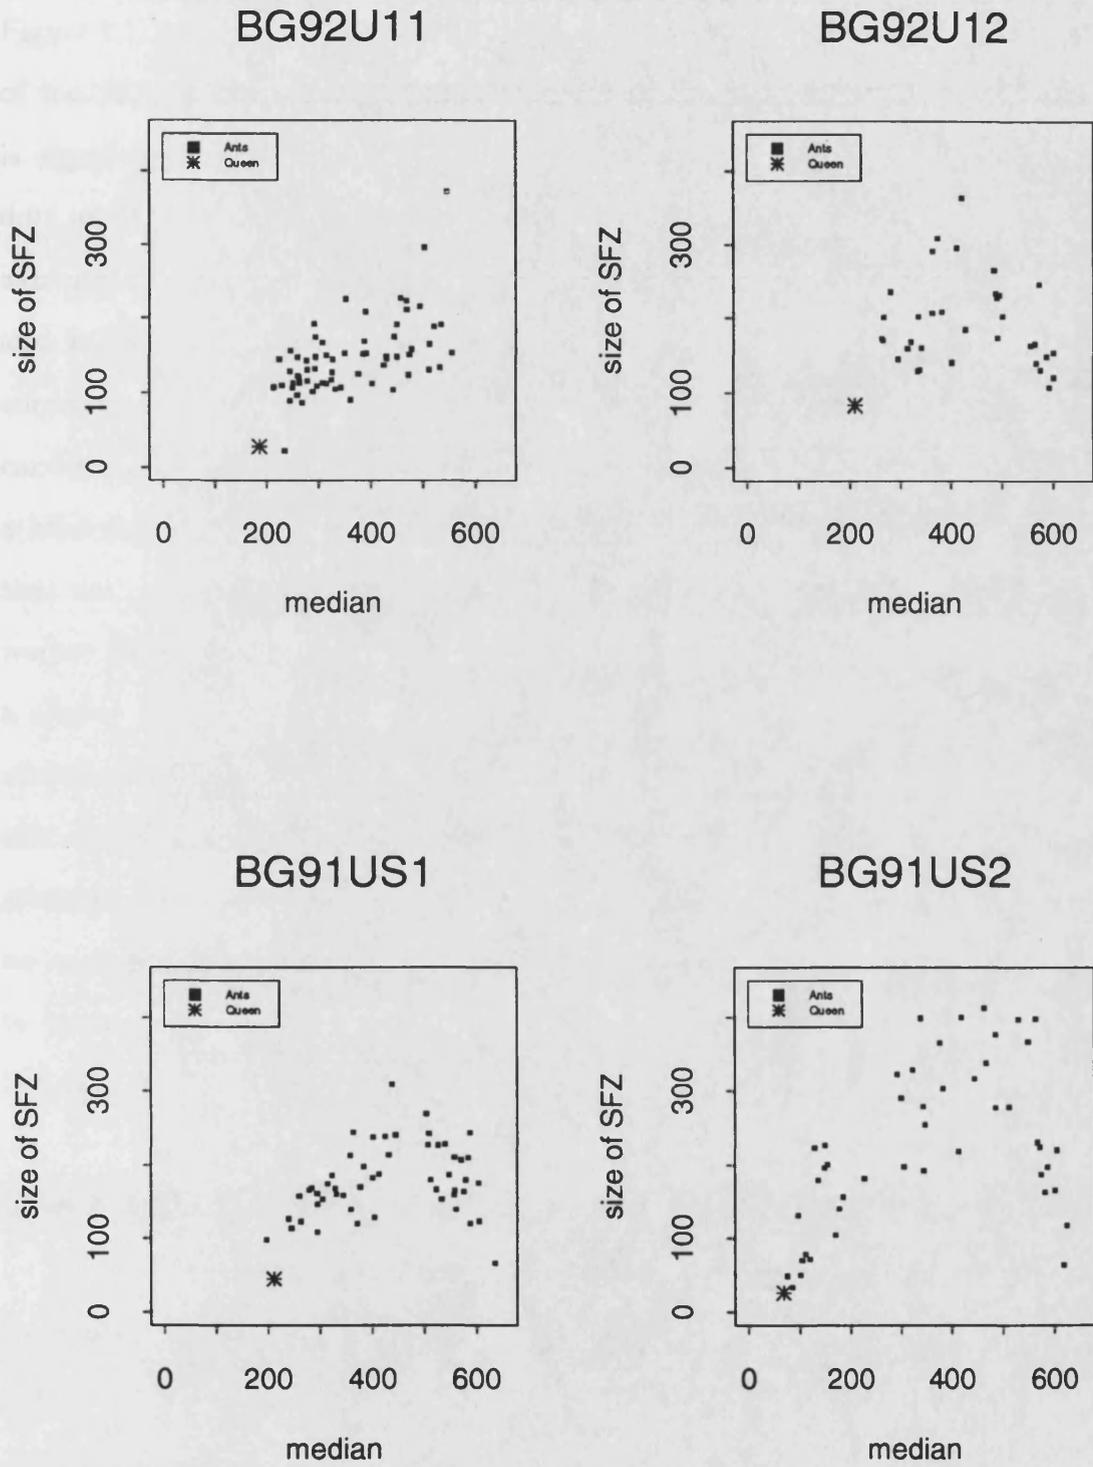 BG92U11
BG92U12
Ants
Queen
size of SFZ
300
100
0
0 200 400 600
median
Ants
Queen
size of SFZ
300
100
0
0 200 400 600
median
BG91US1
BG91US2
Ants
Queen
size of SFZ
300
100
0
0 200 400 600
median
Ants
Queen
size of SFZ
300
100
0
0 200 400 600
median